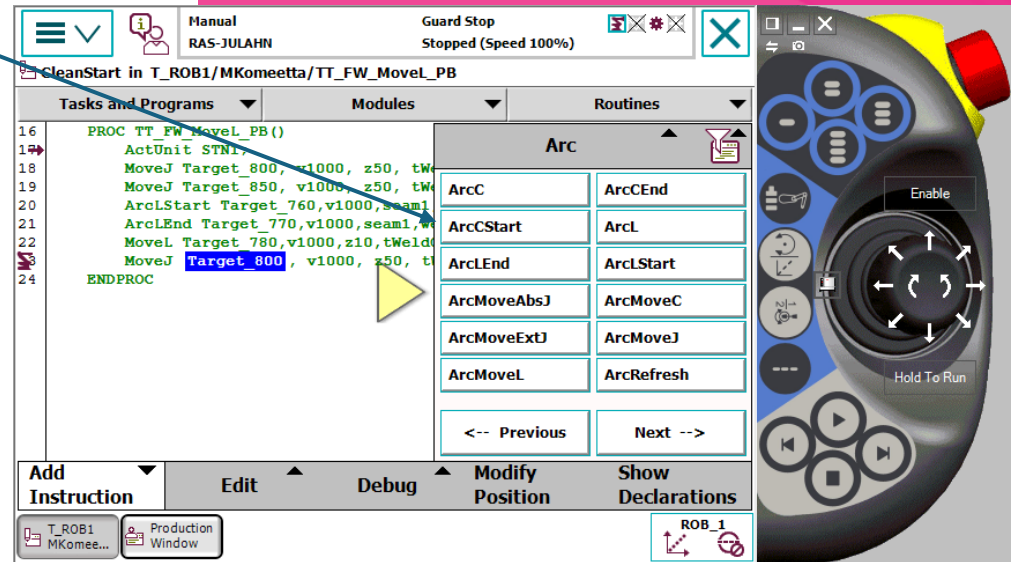 Manual
RAS-JULAHN
Guard Stop
Stopped (Speed 100%)
CleanStart in T_ROB1/MKomeetta/TT_FW_MoveL_PB
Tasks and Programs Modules Routines
16 PROC TT_FW_MoveL_PB()
17 ActUnit STN1;
18 MoveJ Target_800, v1000, z50, tWe
19 MoveJ Target_850, v1000, z50, tWe
20 ArcLStart Target_760,v1000,seam1
21 ArcLEnd Target_770,v1000,seam1,we
22 MoveL Target_780,v1000,z10,tWeld
23 MoveJ Target_800, v1000, z50, t
24 ENDPROC
Arc
ArcC ArcCEnd
ArcCStart ArcL
ArcLEnd ArcLStart
ArcMoveAbsJ ArcMoveC
ArcMoveExtJ ArcMoveJ
ArcMoveL ArcRefresh
<-- Previous Next -->
Add Instruction
Edit
Debug
Modify Position
Show Declarations
T_ROB1
MKomee...
Production
Window
ROB_1
Enable
Hold To Run